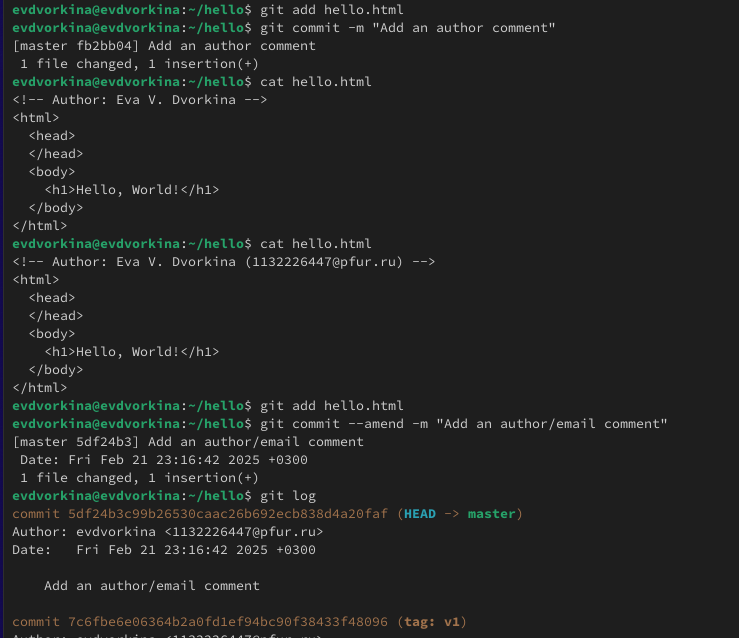 evdvorkina@evdvorkina:~/hello$ git add hello.html
evdvorkina@evdvorkina:~/hello$ git commit -m "Add an author comment"
[master fb2bb04] Add an author comment
 1 file changed, 1 insertion(+)
evdvorkina@evdvorkina:~/hello$ cat hello.html
<!-- Author: Eva V. Dvorkina -->
<html>
  <head>
  </head>
  <body>
    <h1>Hello, World!</h1>
  </body>
</html>
evdvorkina@evdvorkina:~/hello$ cat hello.html
<!-- Author: Eva V. Dvorkina (1132226447@pfur.ru) -->
<html>
  <head>
  </head>
  <body>
    <h1>Hello, World!</h1>
  </body>
</html>
evdvorkina@evdvorkina:~/hello$ git add hello.html
evdvorkina@evdvorkina:~/hello$ git commit --amend -m "Add an author/email comment"
[master 5df24b3] Add an author/email comment
 Date: Fri Feb 21 23:16:42 2025 +0300
 1 file changed, 1 insertion(+)
evdvorkina@evdvorkina:~/hello$ git log
commit 5df24b3c99b26530caac26b692ecb838d4a20faf (HEAD -> master)
Author: evdvorkina <1132226447@pfur.ru>
Date:   Fri Feb 21 23:16:42 2025 +0300

    Add an author/email comment

commit 7c6fbe6e06364b2a0fd1ef94bc90f38433f48096 (tag: v1)
Author: evdvorkina <1132226447@pfur.ru>